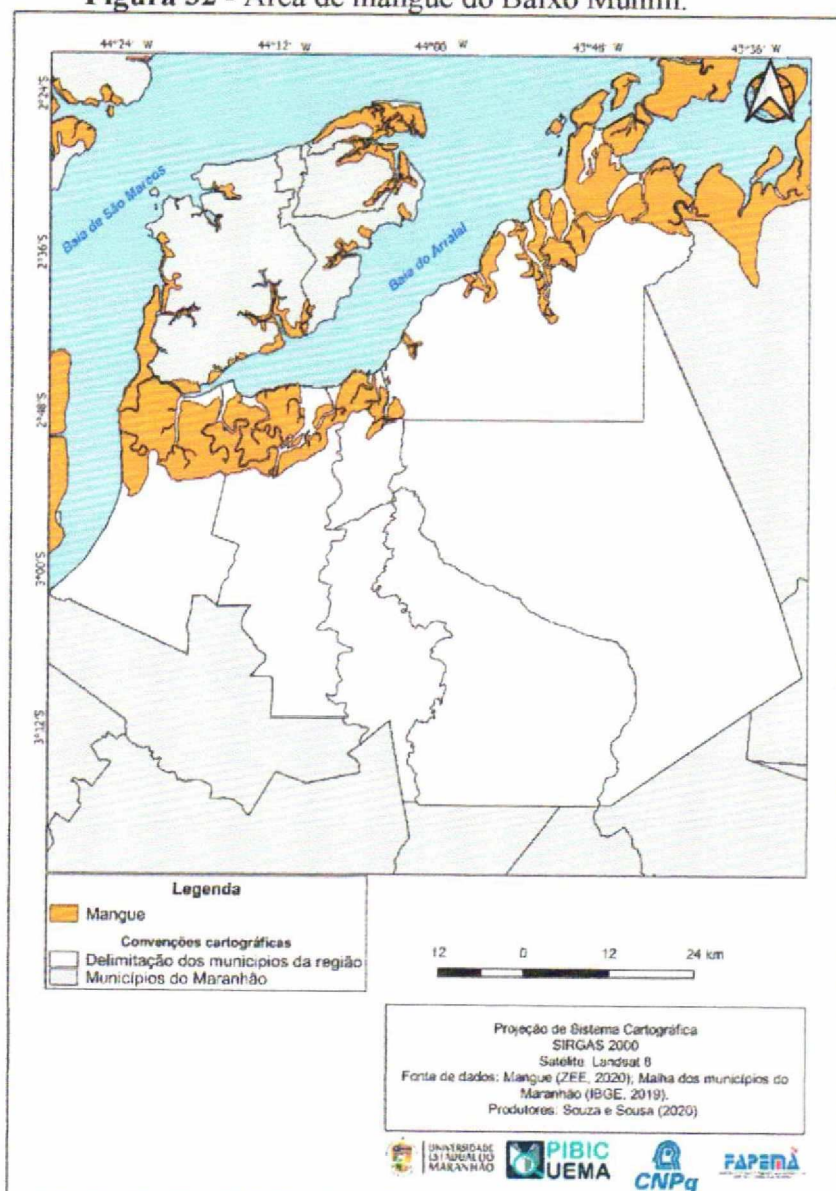 Figura 32 - Área de mangue do Baixo Munim.
44°24' W 44°12' W 44°00' W 43°48' W 43°36' W
2°24'S
2°36'S
2°48'S
3°00'S
3°12'S
Baia de São Marcos
Baia do Arraial
Legenda
Mangue
Convenções cartográficas
Delimitação dos municípios da região
Municípios do Maranhão
12 0 12 24 km
Projeção de Sistema Cartográfica
SIRGAS 2000
Satélite: Landsat 8
Fonte de dados: Mangue (ZEE, 2020); Malha dos municípios do
Maranhão (IBGE, 2019).
Produtores: Souza e Sousa (2020)
UNIVERSIDADE
ESTADUAL DO
MARANHÃO
PIBIC
UEMA
CNPq
FAPEMA